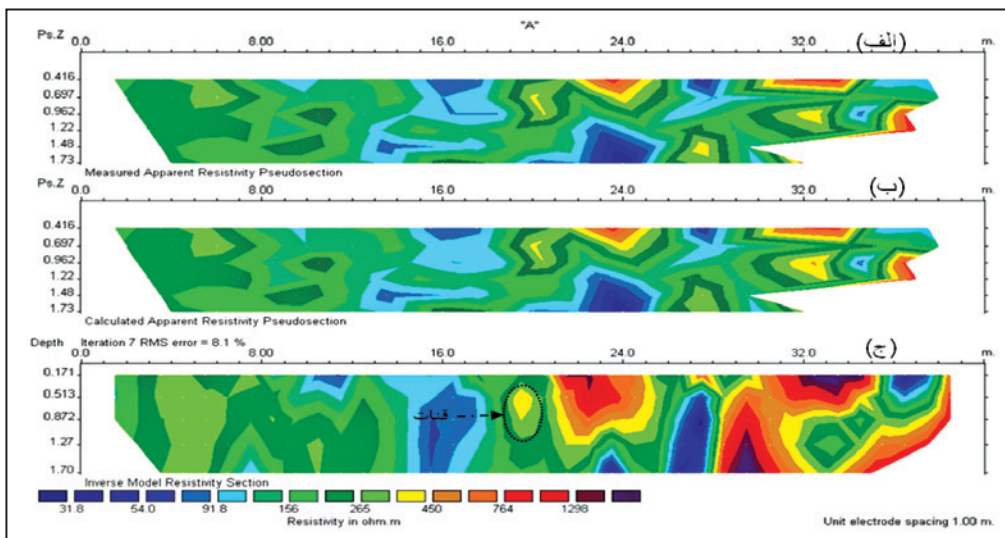 "A"
Ps.Z 0.0 8.00 16.0 24.0 32.0 m.
(الف)
0.416
0.697
0.962
1.22
1.48
1.73
Measured Apparent Resistivity Pseudosection
Ps.Z 0.0 8.00 16.0 24.0 32.0 m.
(ب)
0.416
0.697
0.962
1.22
1.48
1.73
Calculated Apparent Resistivity Pseudosection
Depth Iteration 7 RMS error = 8.1 %
0.0 8.00 16.0 24.0 32.0 m.
(ج)
0.171
0.513
0.872
1.27
1.70
قنات
Inverse Model Resistivity Section
31.8 54.0 91.8 156 265 450 764 1298
Resistivity in ohm.m
Unit electrode spacing 1.00 m.